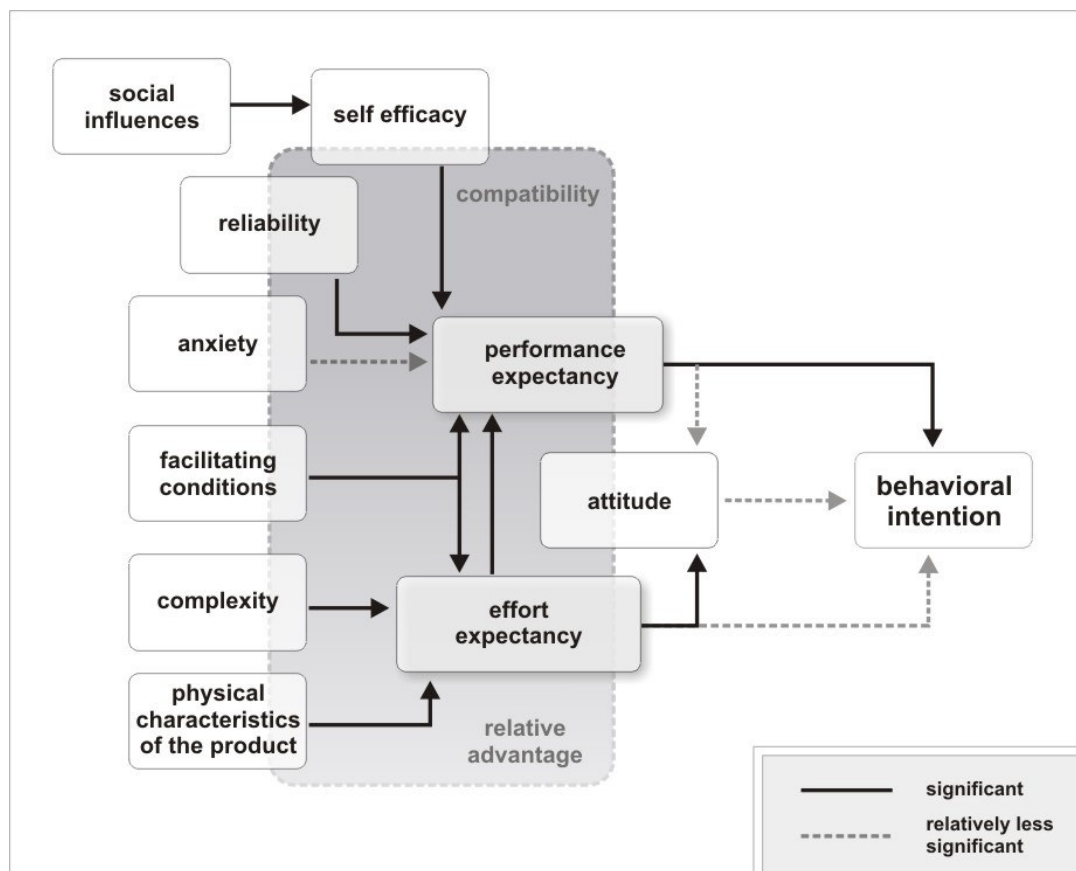 social
influences
self efficacy
compatibility
reliability
anxiety
performance
expectancy
facilitating
conditions
attitude
behavioral
intention
complexity
effort
expectancy
physical
characteristics
of the product
relative
advantage
significant
relatively less
significant